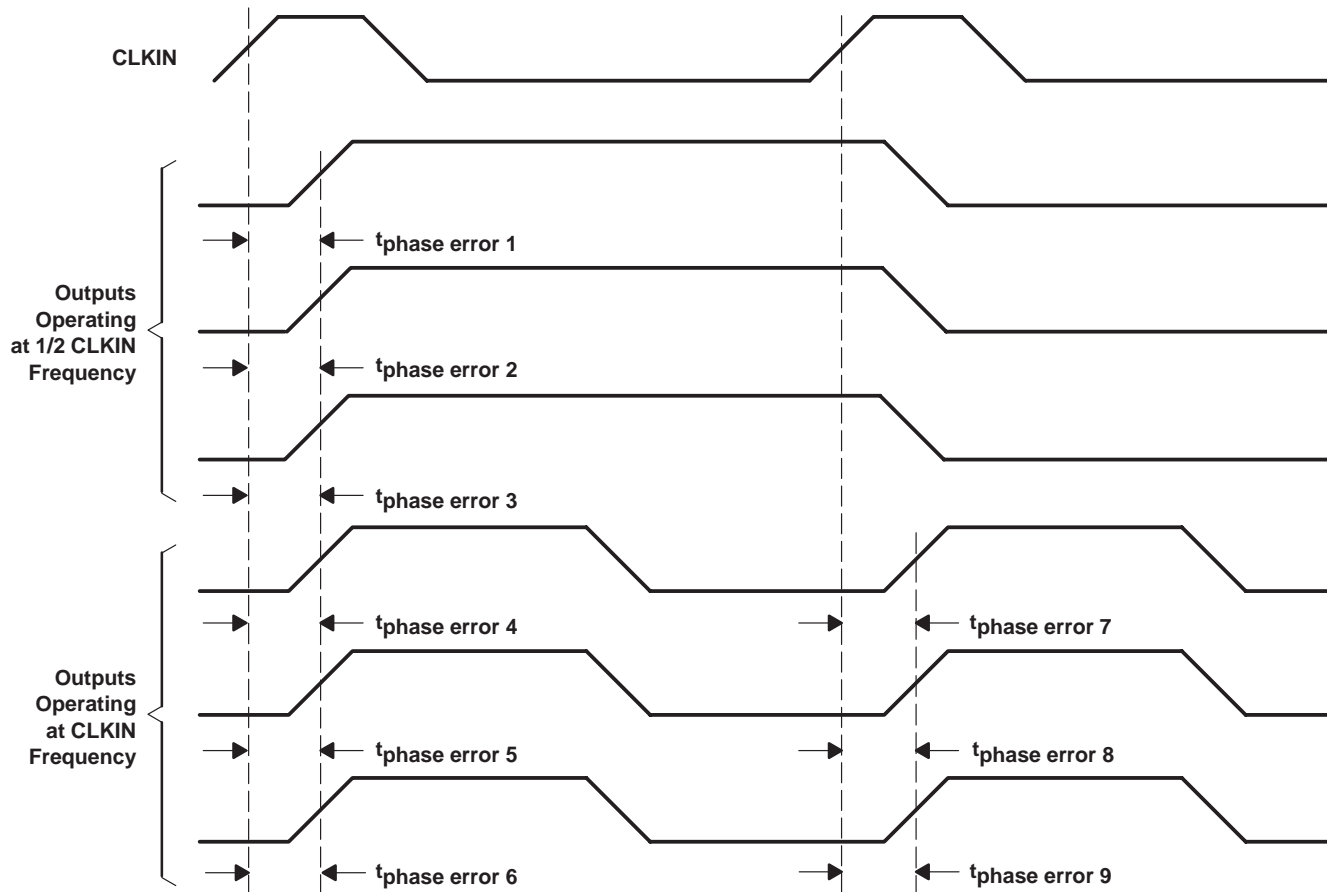 CLKIN
tphase error 1
Outputs
Operating
at 1/2 CLKIN
Frequency
tphase error 2
tphase error 3
tphase error 4
tphase error 7
Outputs
Operating
at CLKIN
Frequency
tphase error 5
tphase error 8
tphase error 6
tphase error 9